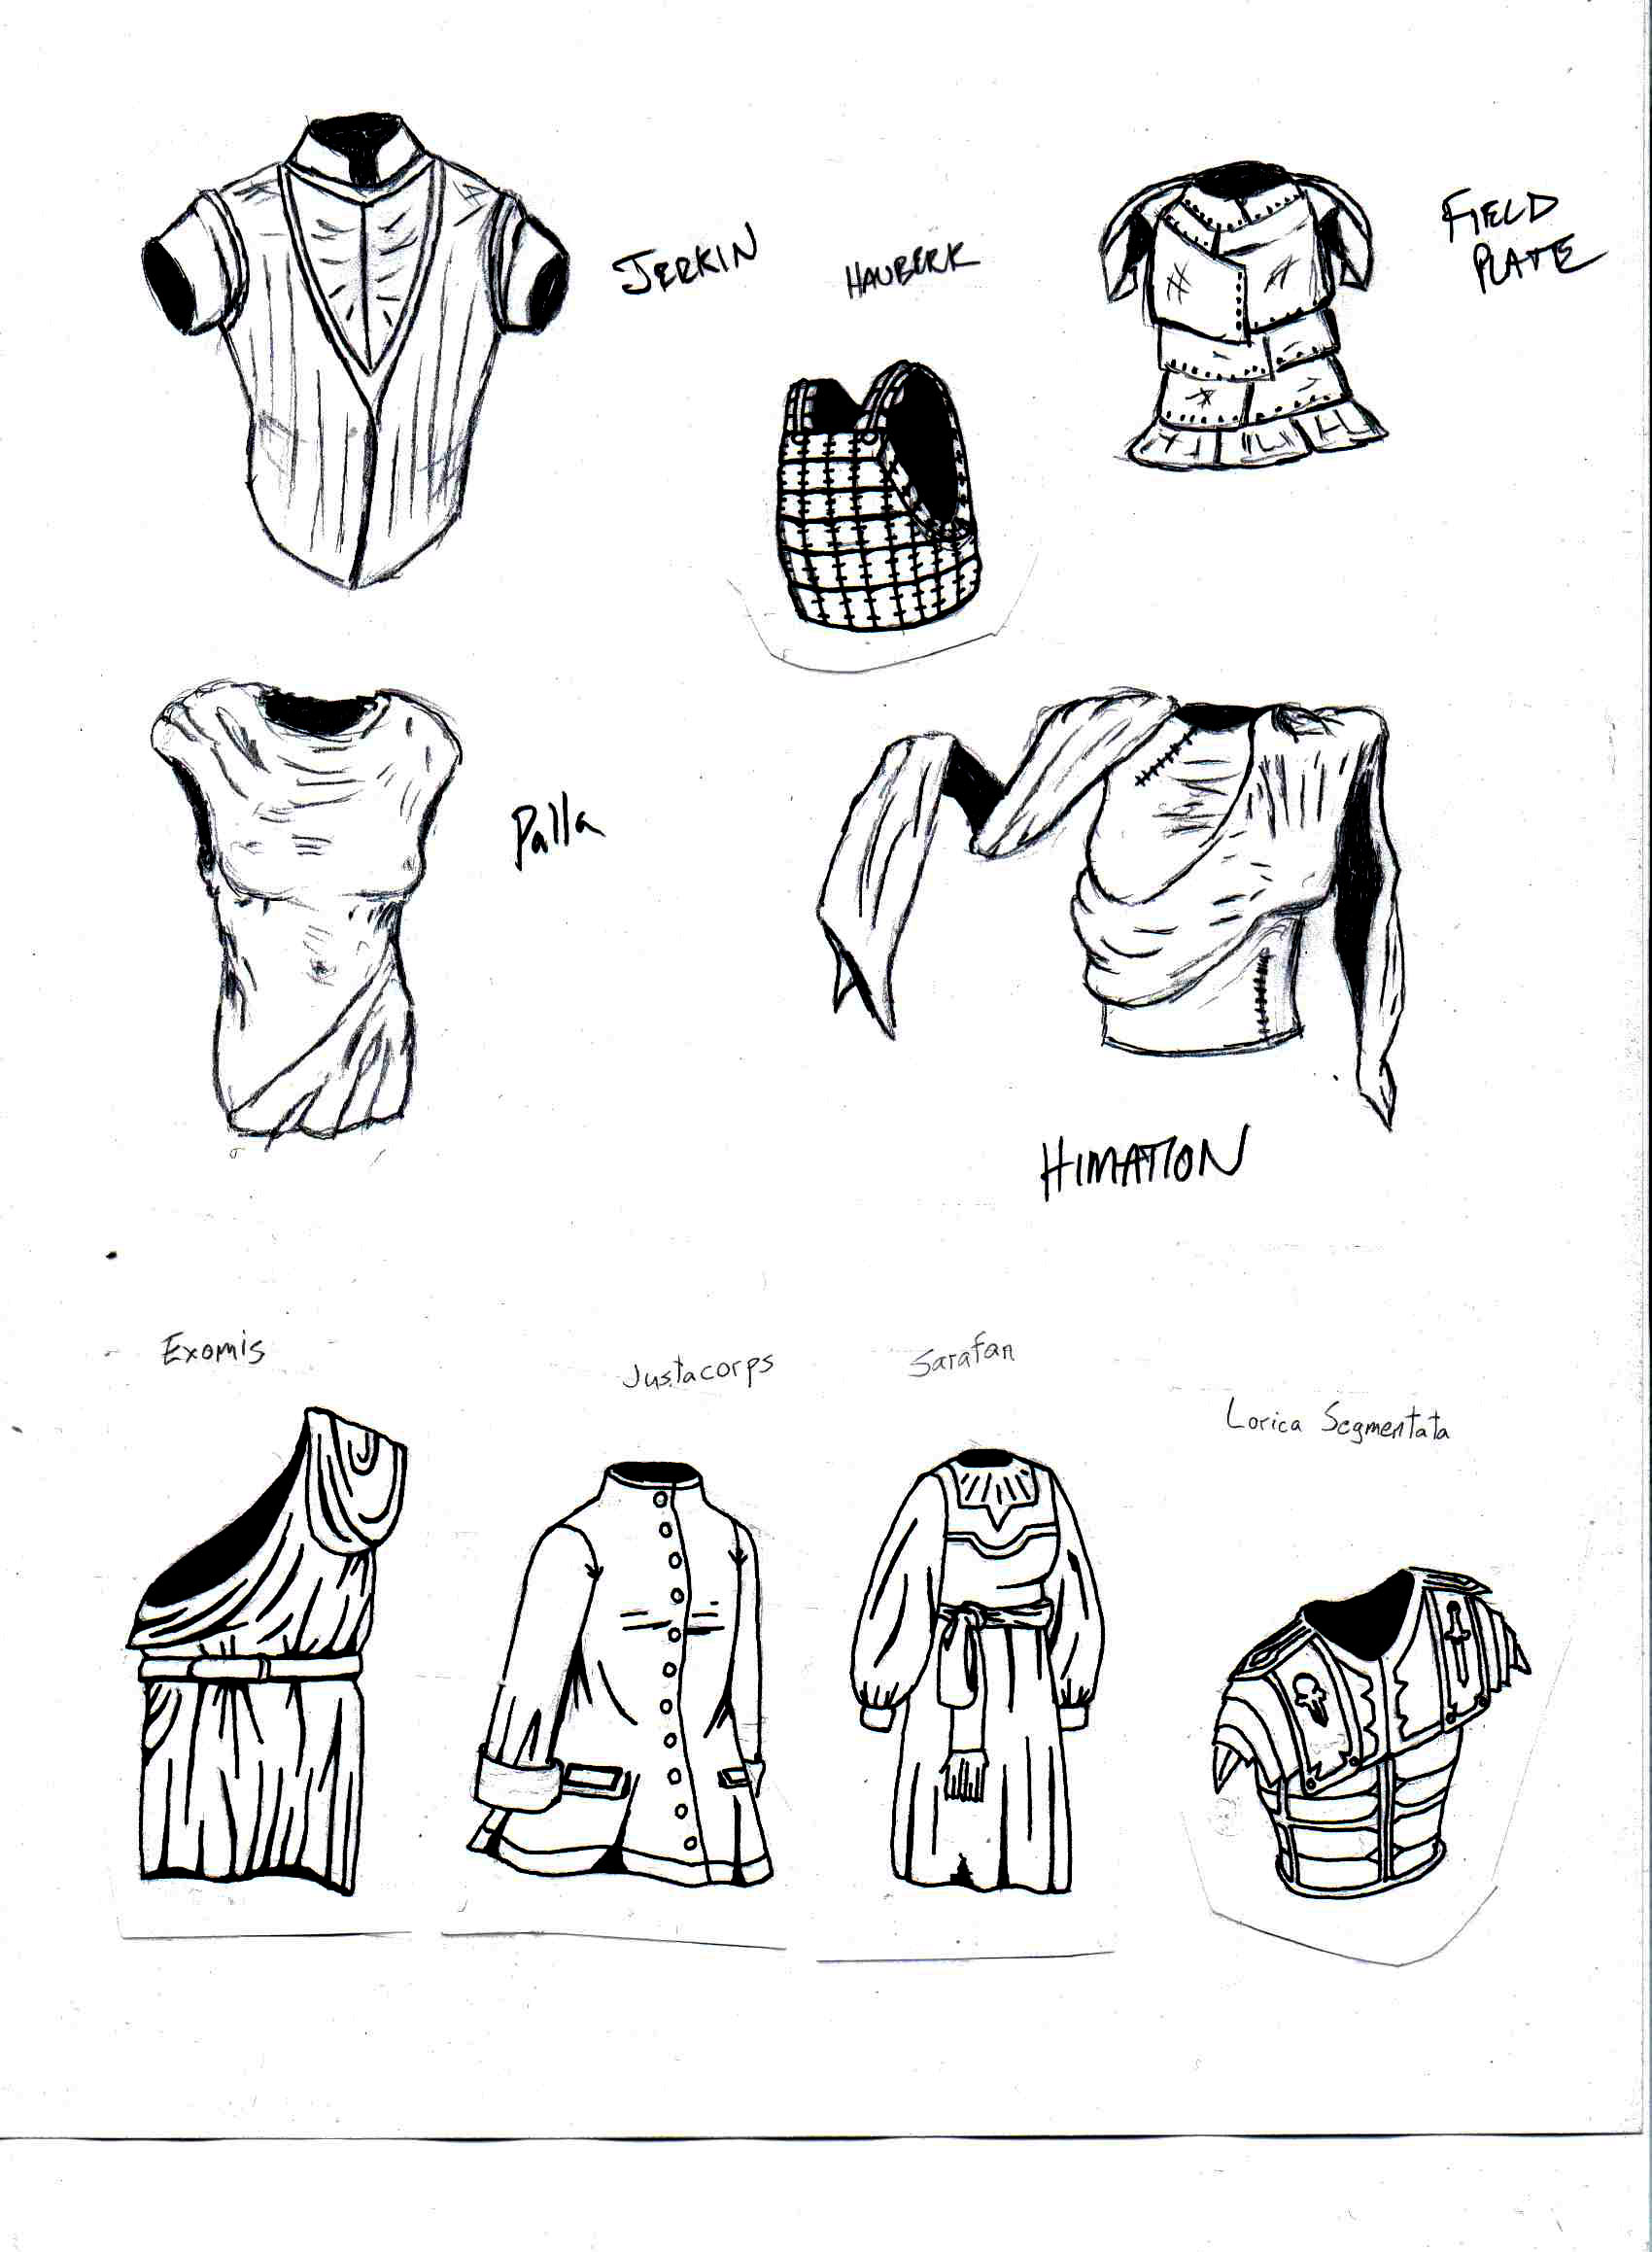 JERKIN
HAUBERK
FIELD
PLATE
Palla
HIMATION
Exomis
Justacorps
Sarafan
Lorica Segmentata